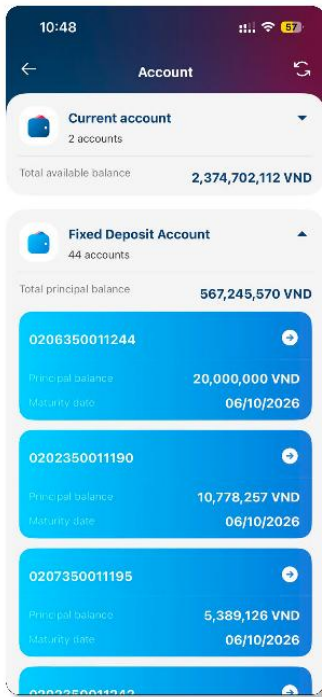 10:48
57
Account
Current account
2 accounts
Total available balance 2,374,702,112 VND
Fixed Deposit Account
44 accounts
Total principal balance 567,245,570 VND
0206350011244
Principal balance 20,000,000 VND
Maturity date 06/10/2026
0202350011190
Principal balance 10,778,257 VND
Maturity date 06/10/2026
0207350011195
Principal balance 5,389,126 VND
Maturity date 06/10/2026